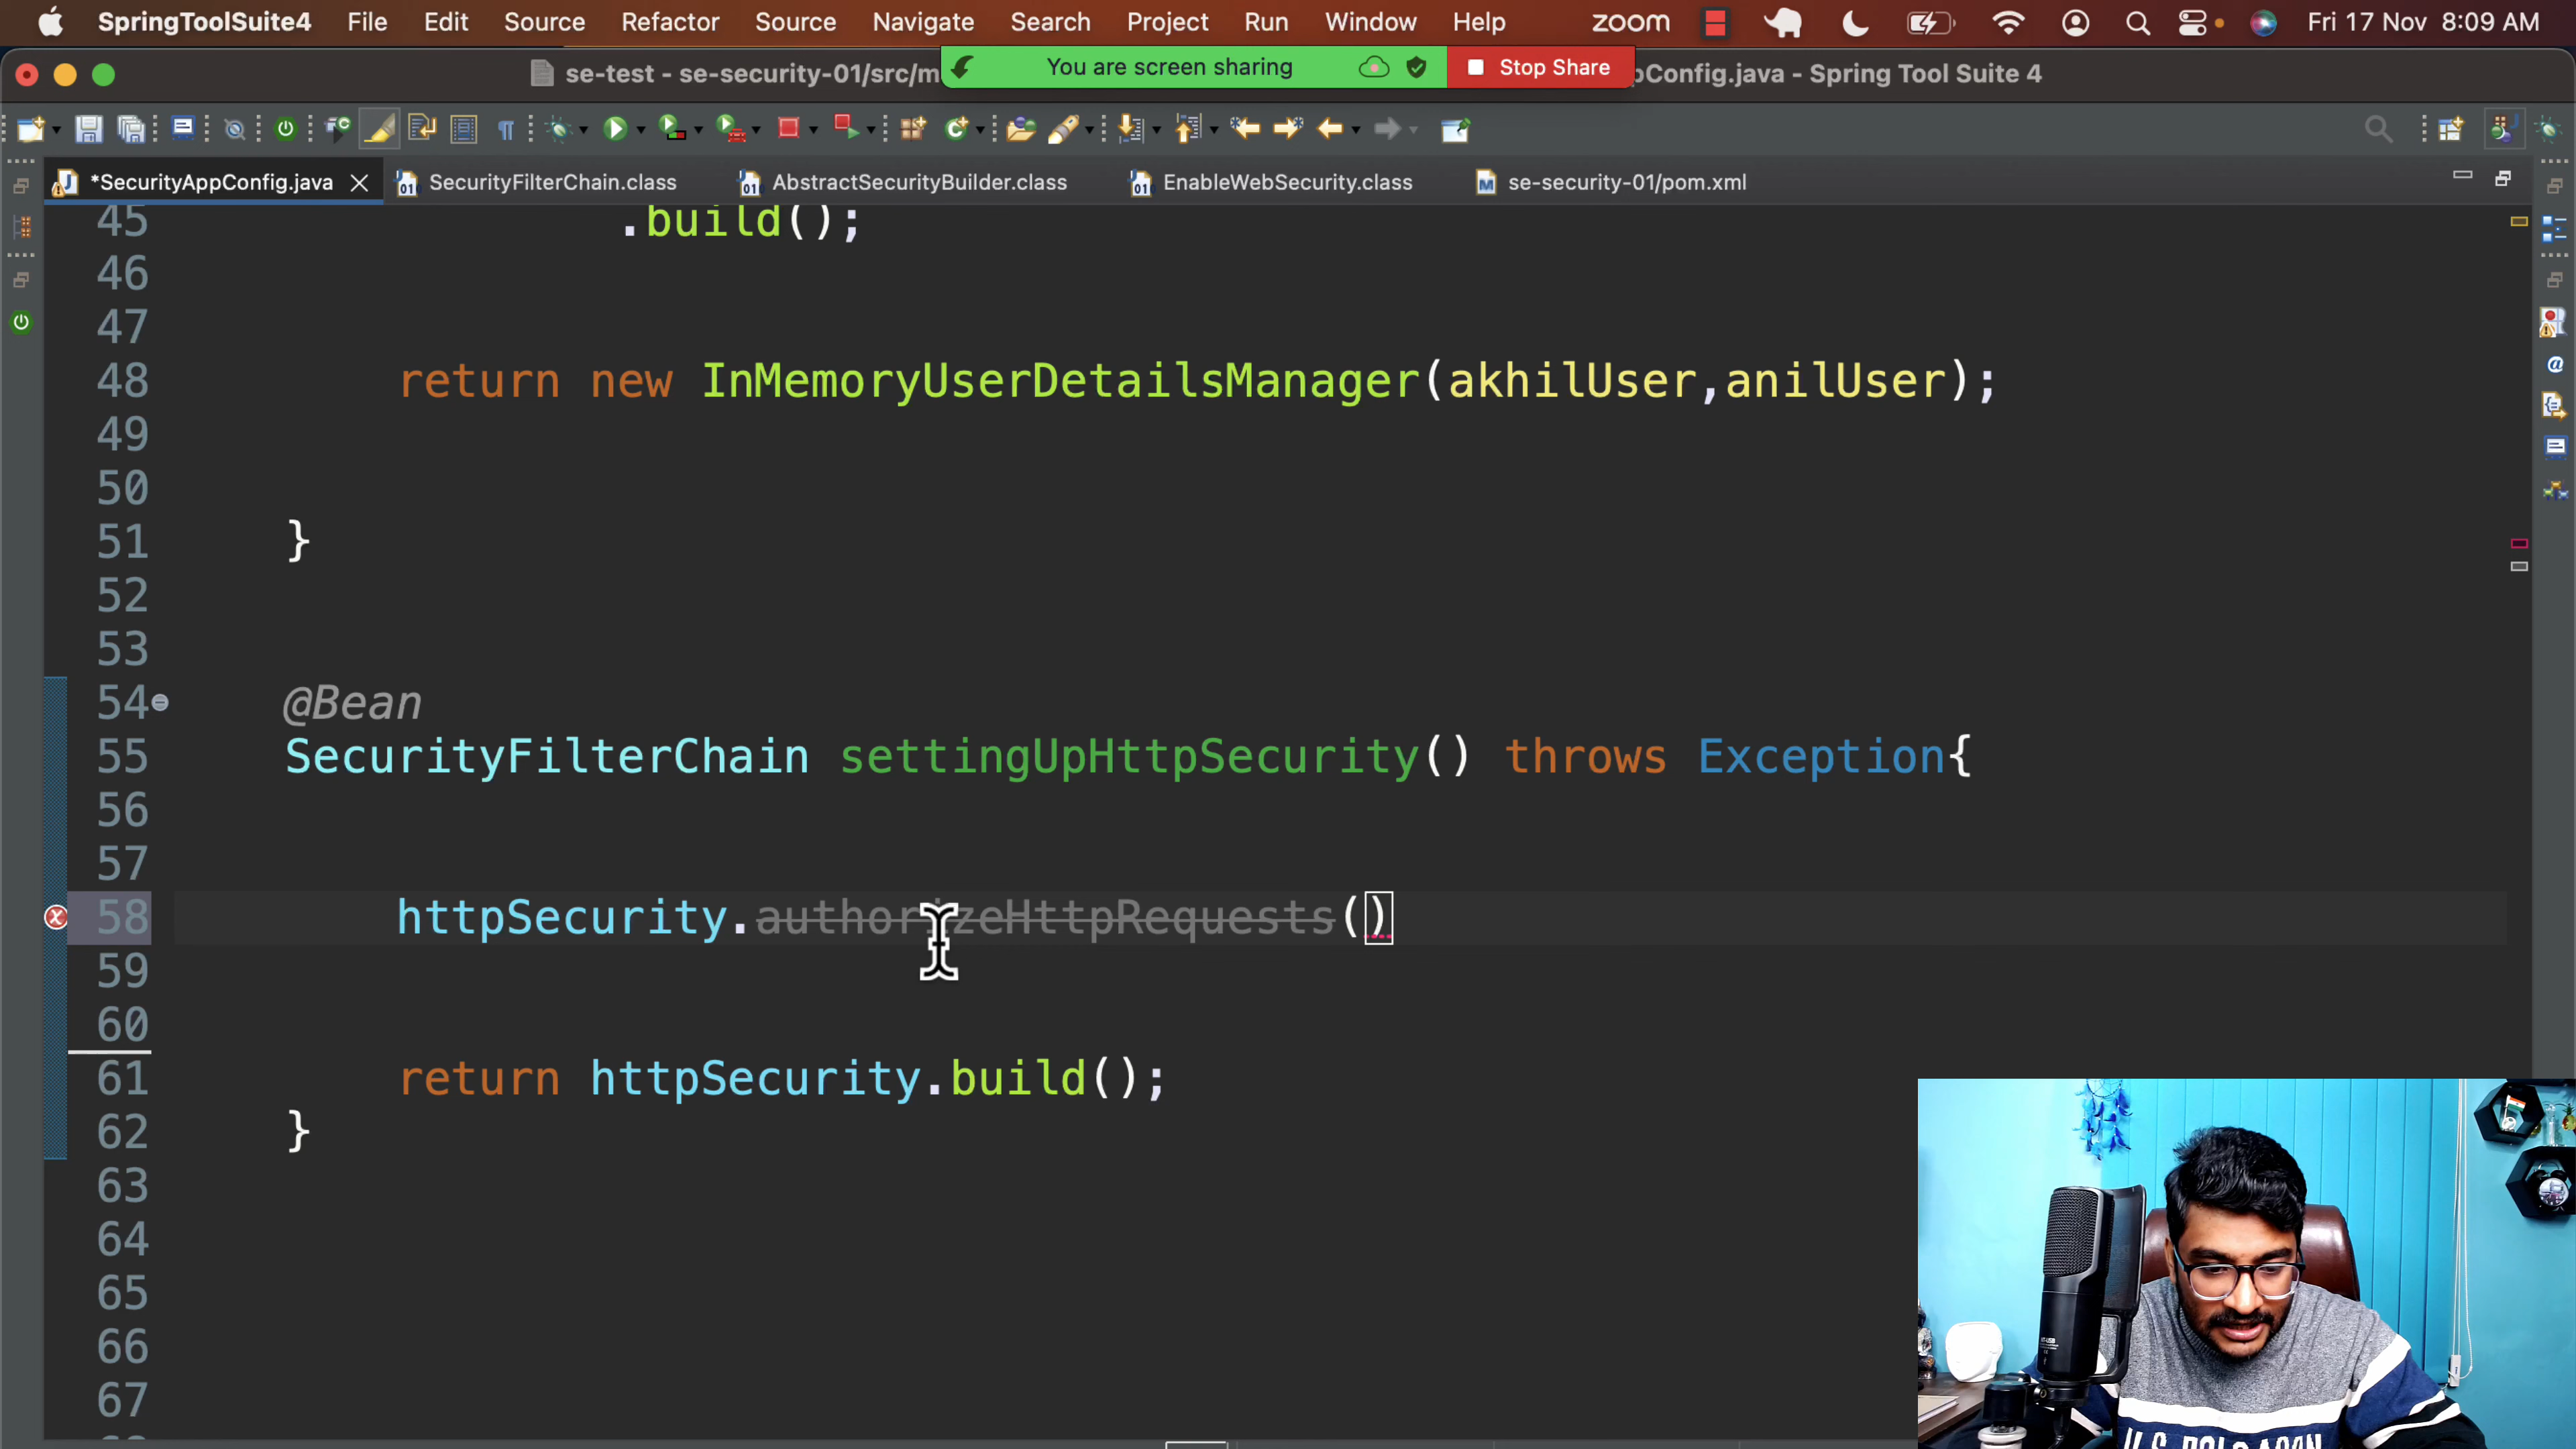 SpringToolSuite4 File Edit Source Refactor Source Navigate Search Project Run Window Help zoom Fri 17 Nov 8:09 AM
se-test - se-security-01/src/m You are screen sharing Stop Share pConfig.java - Spring Tool Suite 4
*SecurityAppConfig.java SecurityFilterChain.class AbstractSecurityBuilder.class EnableWebSecurity.class se-security-01/pom.xml
45 .build();
46
47
48 return new InMemoryUserDetailsManager(akhilUser,anilUser);
49
50
51 }
52
53
54 @Bean
55 SecurityFilterChain settingUpHttpSecurity() throws Exception{
56
57
58 httpSecurity.authorizeHttpRequests()
59
60
61 return httpSecurity.build();
62 }
63
64
65
66
67